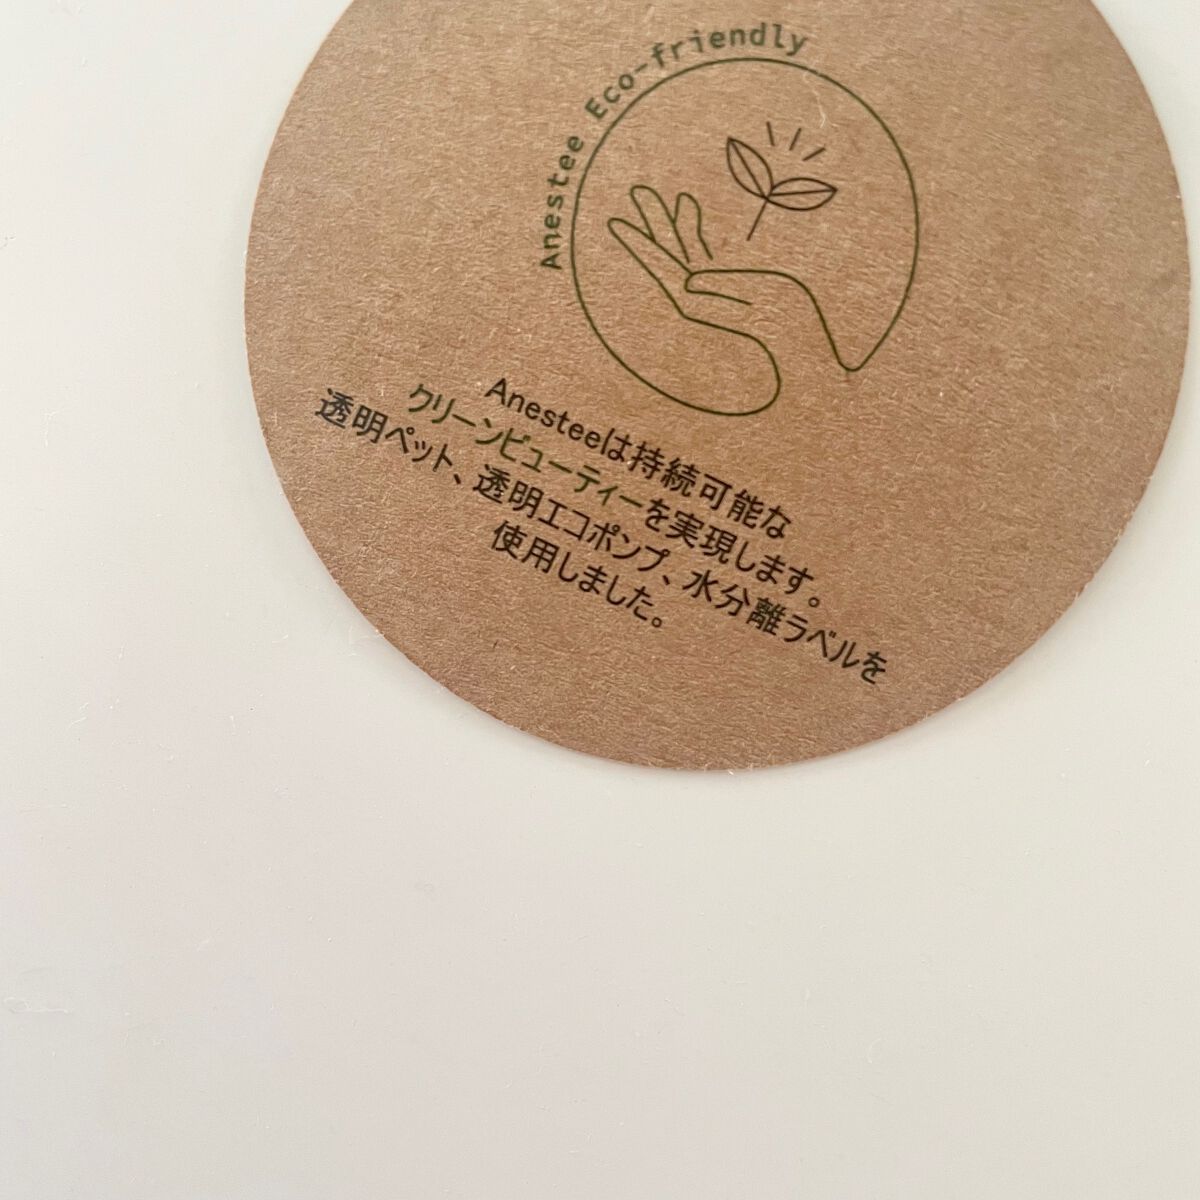 Anestee Eco-friendly
Anesteeは持続可能な
クリーンビューティーを実現します。
透明ペット、透明エコポンプ、水分離ラベルを
使用しました。